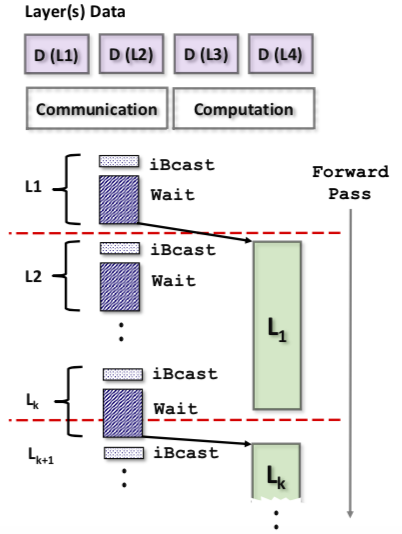 Layer(s) Data
D (L1) D (L2) D (L3) D (L4)
Communication Computation
iBcast
L1
Wait
Forward
Pass
iBcast
L2
Wait
L1
iBcast
Lk
Wait
Lk+1
iBcast
Lk